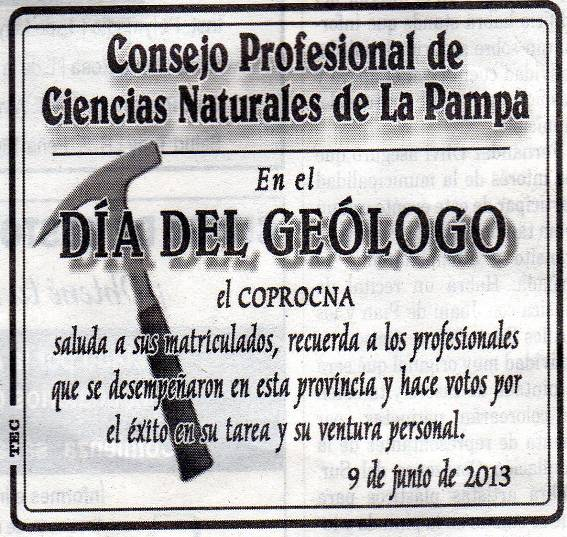 Consejo Profesional de
Ciencias Naturales de La Pampa
En el
DÍA DEL GEÓLOGO
el COPROCNA
saluda a sus matriculados, recuerda a los profesionales
que se desempeñaron en esta provincia y hace votos por
el éxito en su tarea y su ventura personal.
9 de junio de 2013
TEC